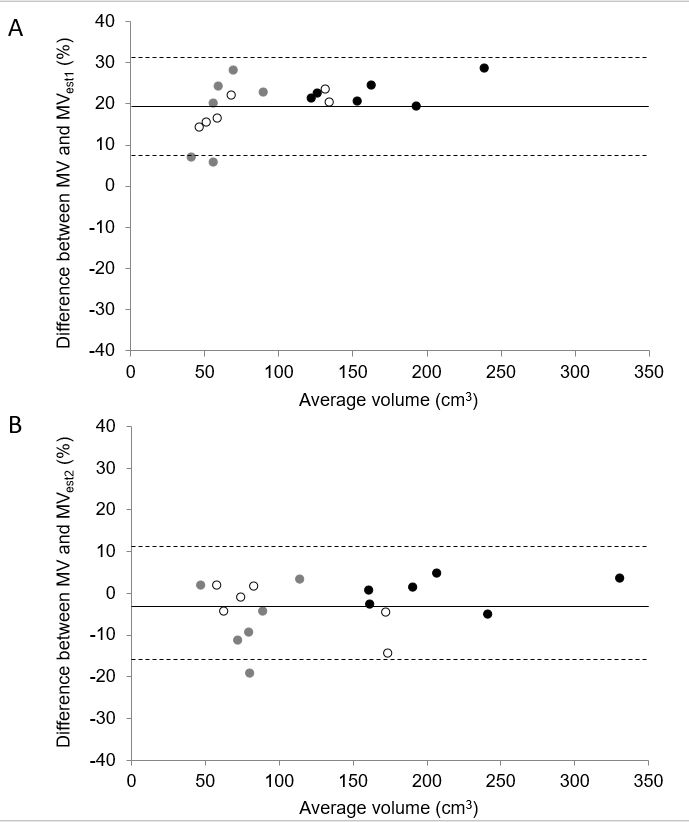 A
Difference between MV and MVest1 (%)
40
30
20
10
0
-10
-20
-30
-40
0 50 100 150 200 250 300 350
Average volume (cm³)
B
Difference between MV and MVest2 (%)
40
30
20
10
0
-10
-20
-30
-40
0 50 100 150 200 250 300 350
Average volume (cm³)